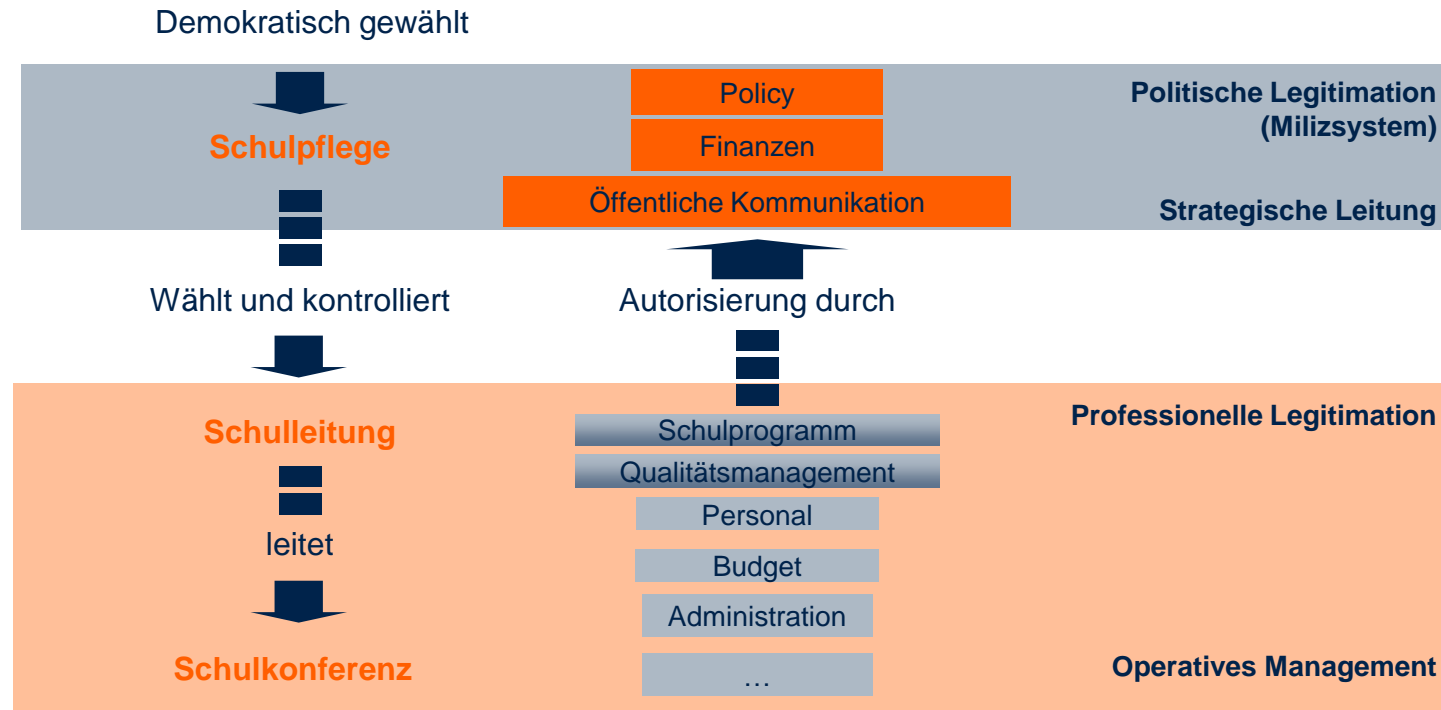 Demokratisch gewählt
Schulpflege
Policy
Finanzen
Öffentliche Kommunikation
Politische Legitimation
(Milizsystem)
Strategische Leitung
Wählt und kontrolliert
Autorisierung durch
Schulleitung
leitet
Schulkonferenz
Schulprogramm
Qualitätsmanagement
Personal
Budget
Administration
…
Professionelle Legitimation
Operatives Management